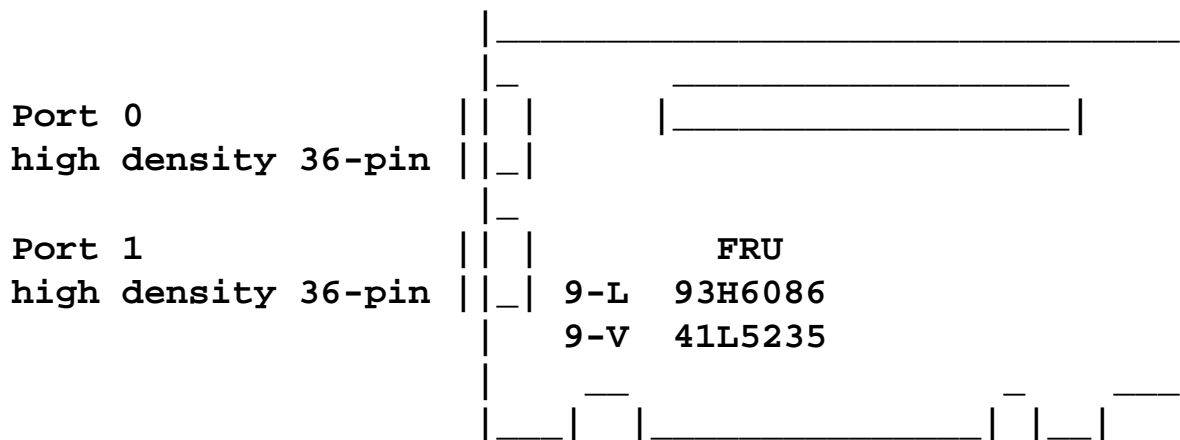 Port 0
high density 36-pin
Port 1 FRU
high density 36-pin 9-L 93H6086
9-V 41L5235